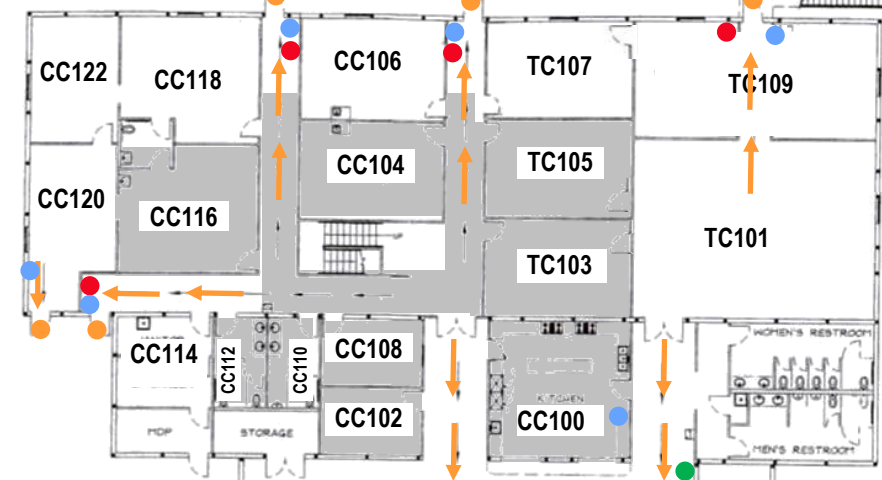 CC122
CC118
CC106
TC107
TC109
CC104
TC105
CC120
CC116
TC103
TC101
CC114
CC112
CC110
CC108
WOMEN'S RESTROOM
KITCHEN
CC102
CC100
MDP
STORAGE
MEN'S RESTROOM